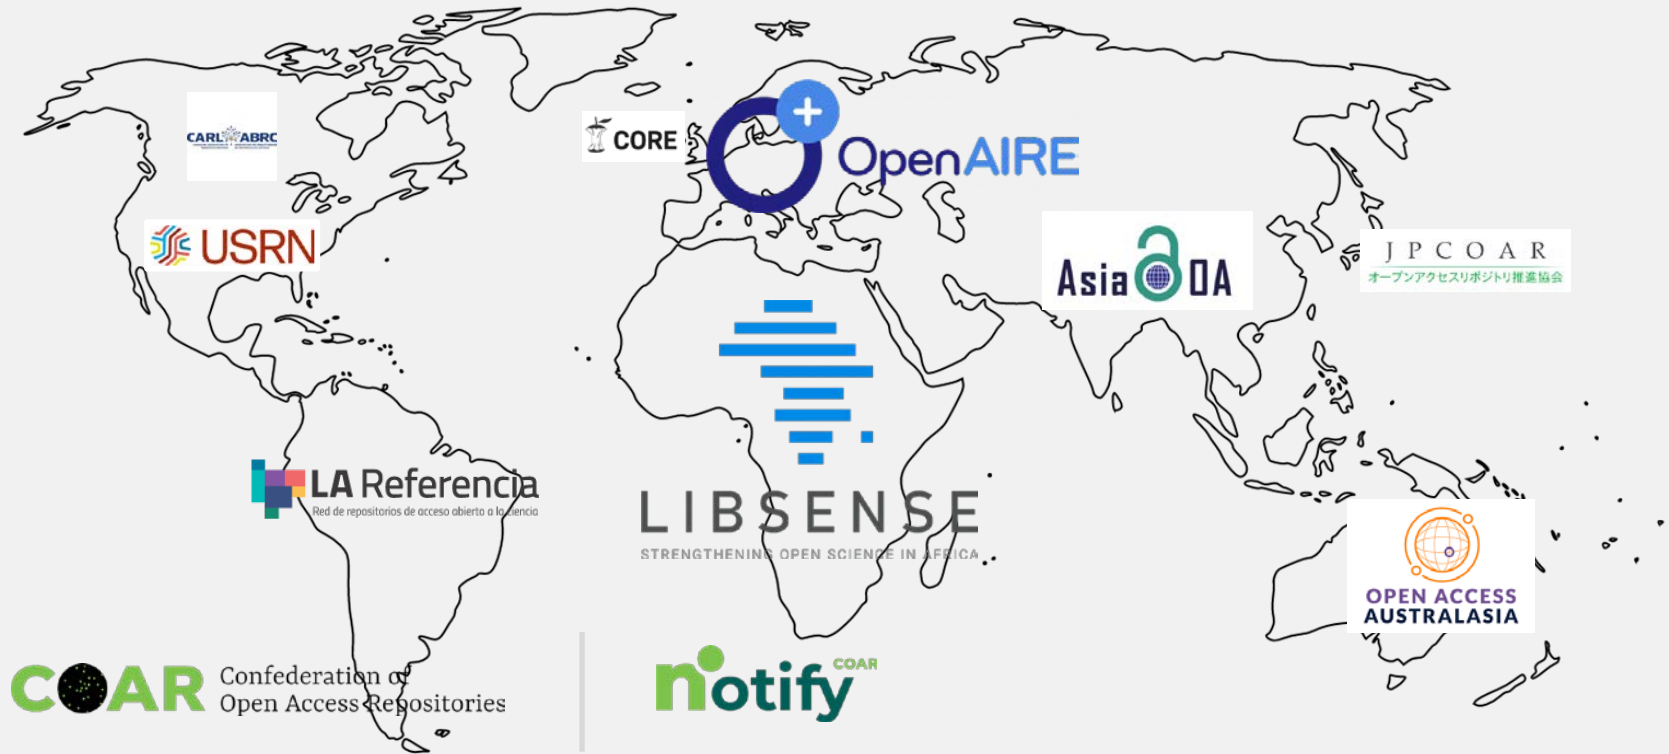 CARL ABRC
CORE
OpenAIRE
USRN
Asia OA
J P C O A R
オープンアクセスリポジトリ推進協会
LA Referencia
Red de repositorios de acceso abierto a la ciencia
LIBSENSE
STRENGTHENING OPEN SCIENCE IN AFRICA
OPEN ACCESS
AUSTRALASIA
COAR
Confederation of
Open Access Repositories
notify
COAR